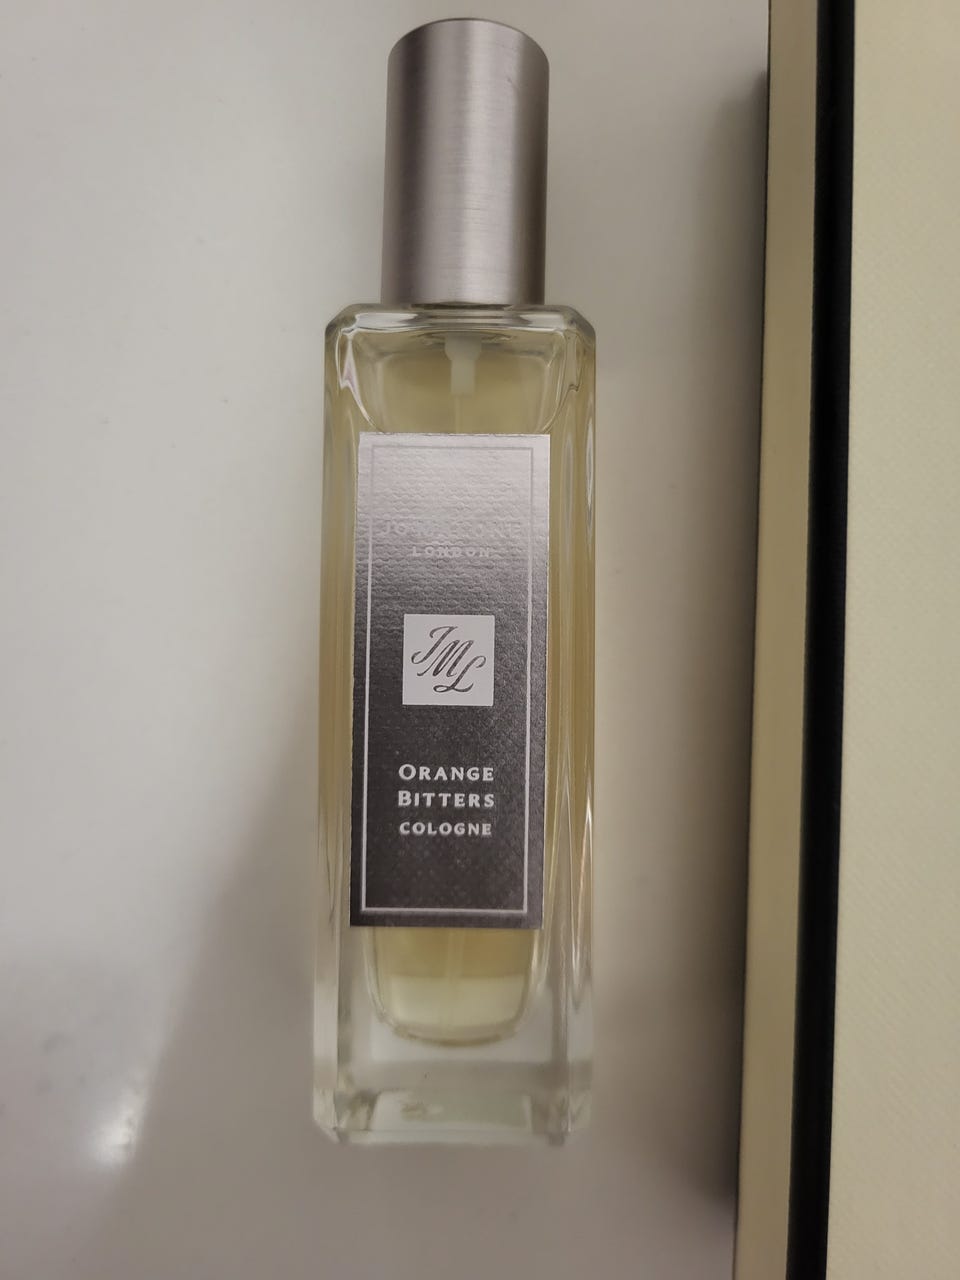 LONDON
JML
ORANGE
BITTERS
COLOGNE